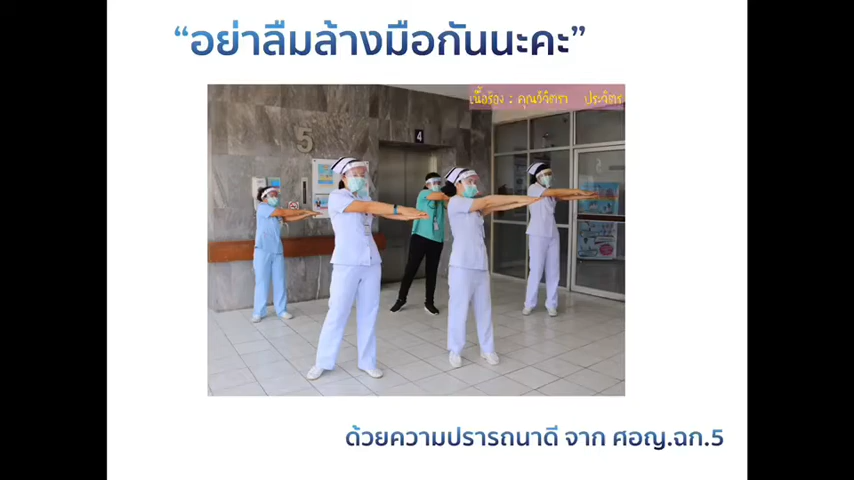 “อย่าลืมล้างมือกันนะคะ”
เนื้อร้อง : คุณวิจิตรา ประจิตร
5
4
ด้วยความปรารถนาดี จาก ศอญ.ฉก.5